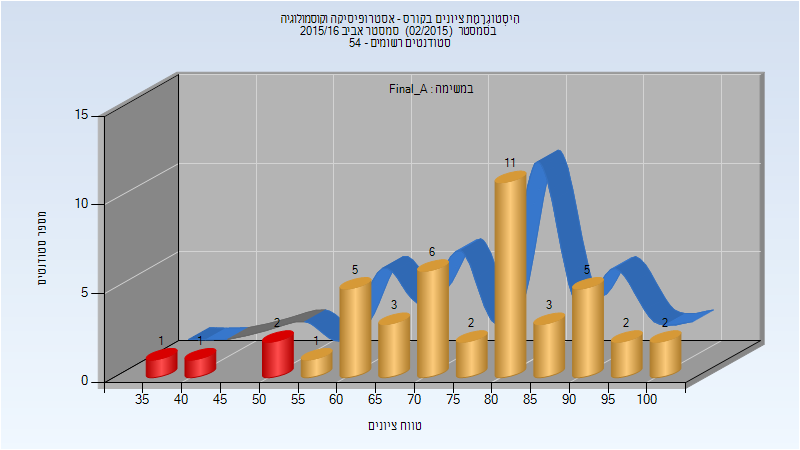 הִיסְטוֹגְרָמַת ציונים בקורס - אסטרופיסיקה וקוסמולוגיה
בסמסטר (02/2015) סמסטר אביב 2015/16
סטודנטים רשומים - 54
במשימה : Final_A
15
10
5
0
מספר סטודנטים
1
1
2
1
5
3
6
2
11
3
5
2
2
35 40 50 55 60 65 70 75 80 85 90 95 100
טווח ציונים